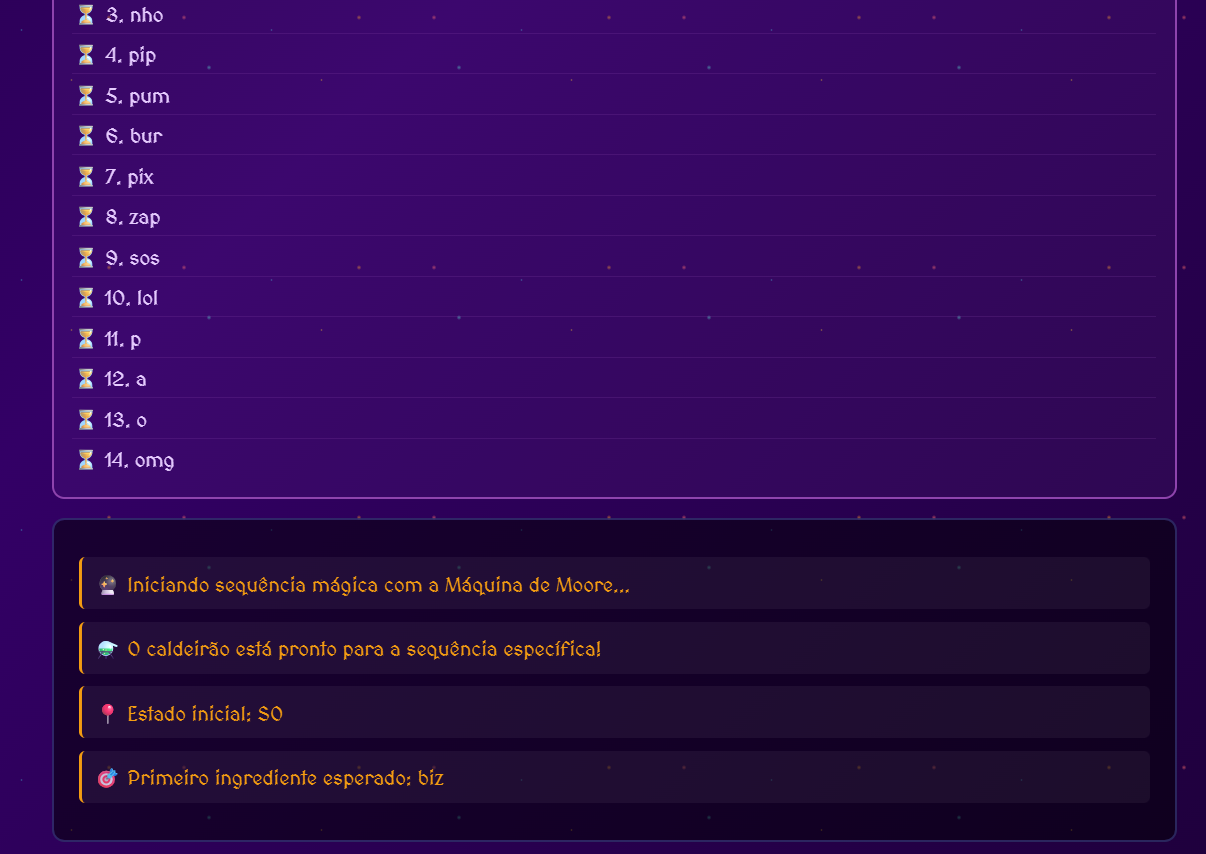 3. nho
4. pip
5. pum
6. bur
7. pix
8. zap
9. sos
10. lol
11. p
12. a
13. o
14. omg
Iniciando sequência mágica com a Máquina de Moore...
O caldeirão está pronto para a sequência específica!
Estado inicial: S0
Primeiro ingrediente esperado: biz